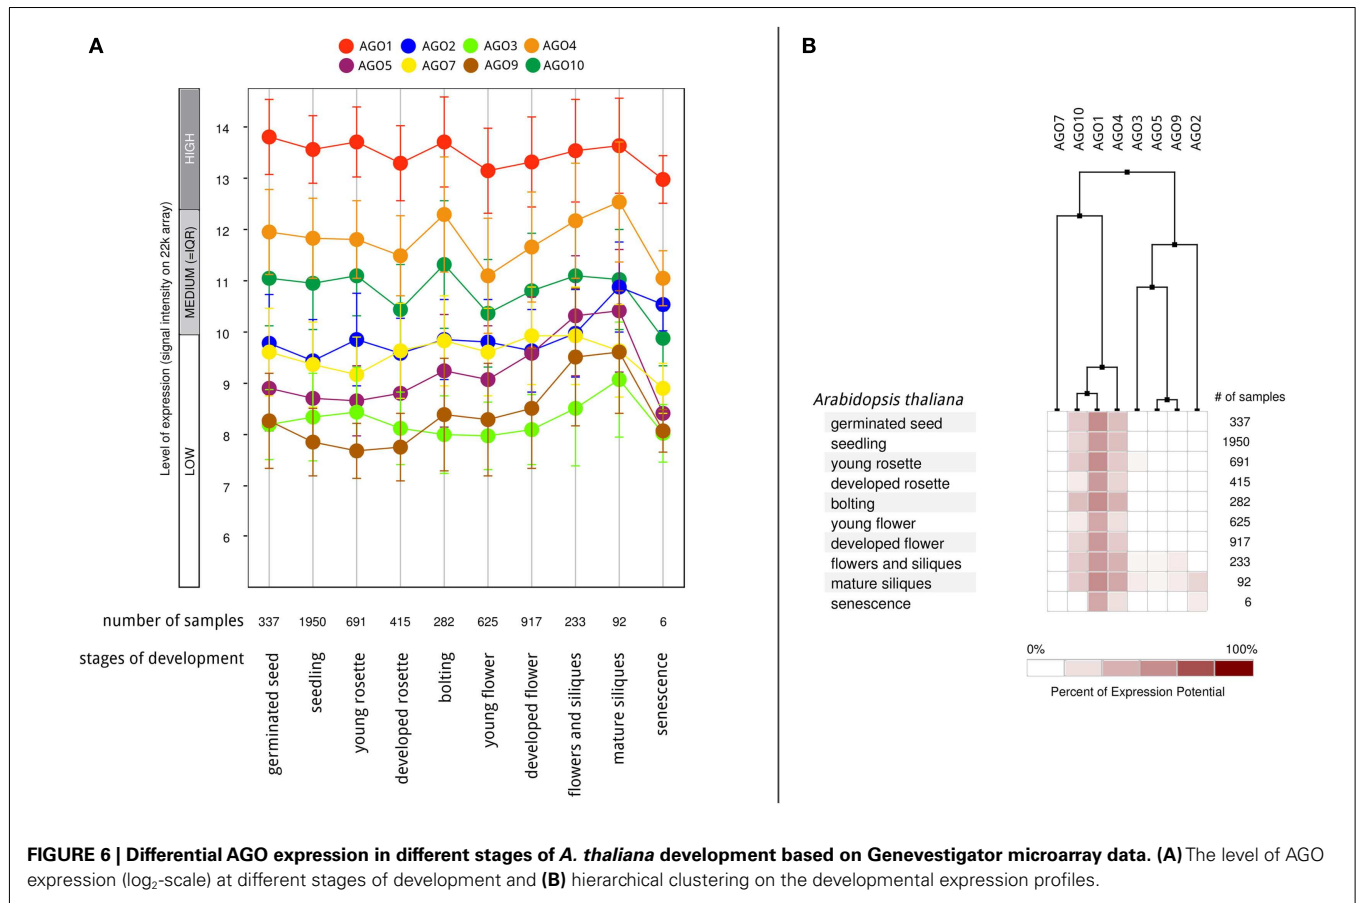 A
AGO1 AGO2 AGO3 AGO4
AGO5 AGO7 AGO9 AGO10
Level of expression (signal intensity on 22k array)
HIGH
MEDIUM (=IQR)
LOW
14
13
12
11
10
9
8
7
6
number of samples 337 1950 691 415 282 625 917 233 92 6
stages of development
germinated seed
seedling
young rosette
developed rosette
bolting
young flower
developed flower
flowers and siliques
mature siliques
senescence
B
AGO7
AGO10
AGO1
AGO4
AGO3
AGO5
AGO9
AGO2
Arabidopsis thaliana # of samples
germinated seed 337
seedling 1950
young rosette 691
developed rosette 415
bolting 282
young flower 625
developed flower 917
flowers and siliques 233
mature siliques 92
senescence 6
0% 100%
Percent of Expression Potential
FIGURE 6 | Differential AGO expression in different stages of A. thaliana development based on Genevestigator microarray data. (A) The level of AGO
expression (log₂-scale) at different stages of development and (B) hierarchical clustering on the developmental expression profiles.